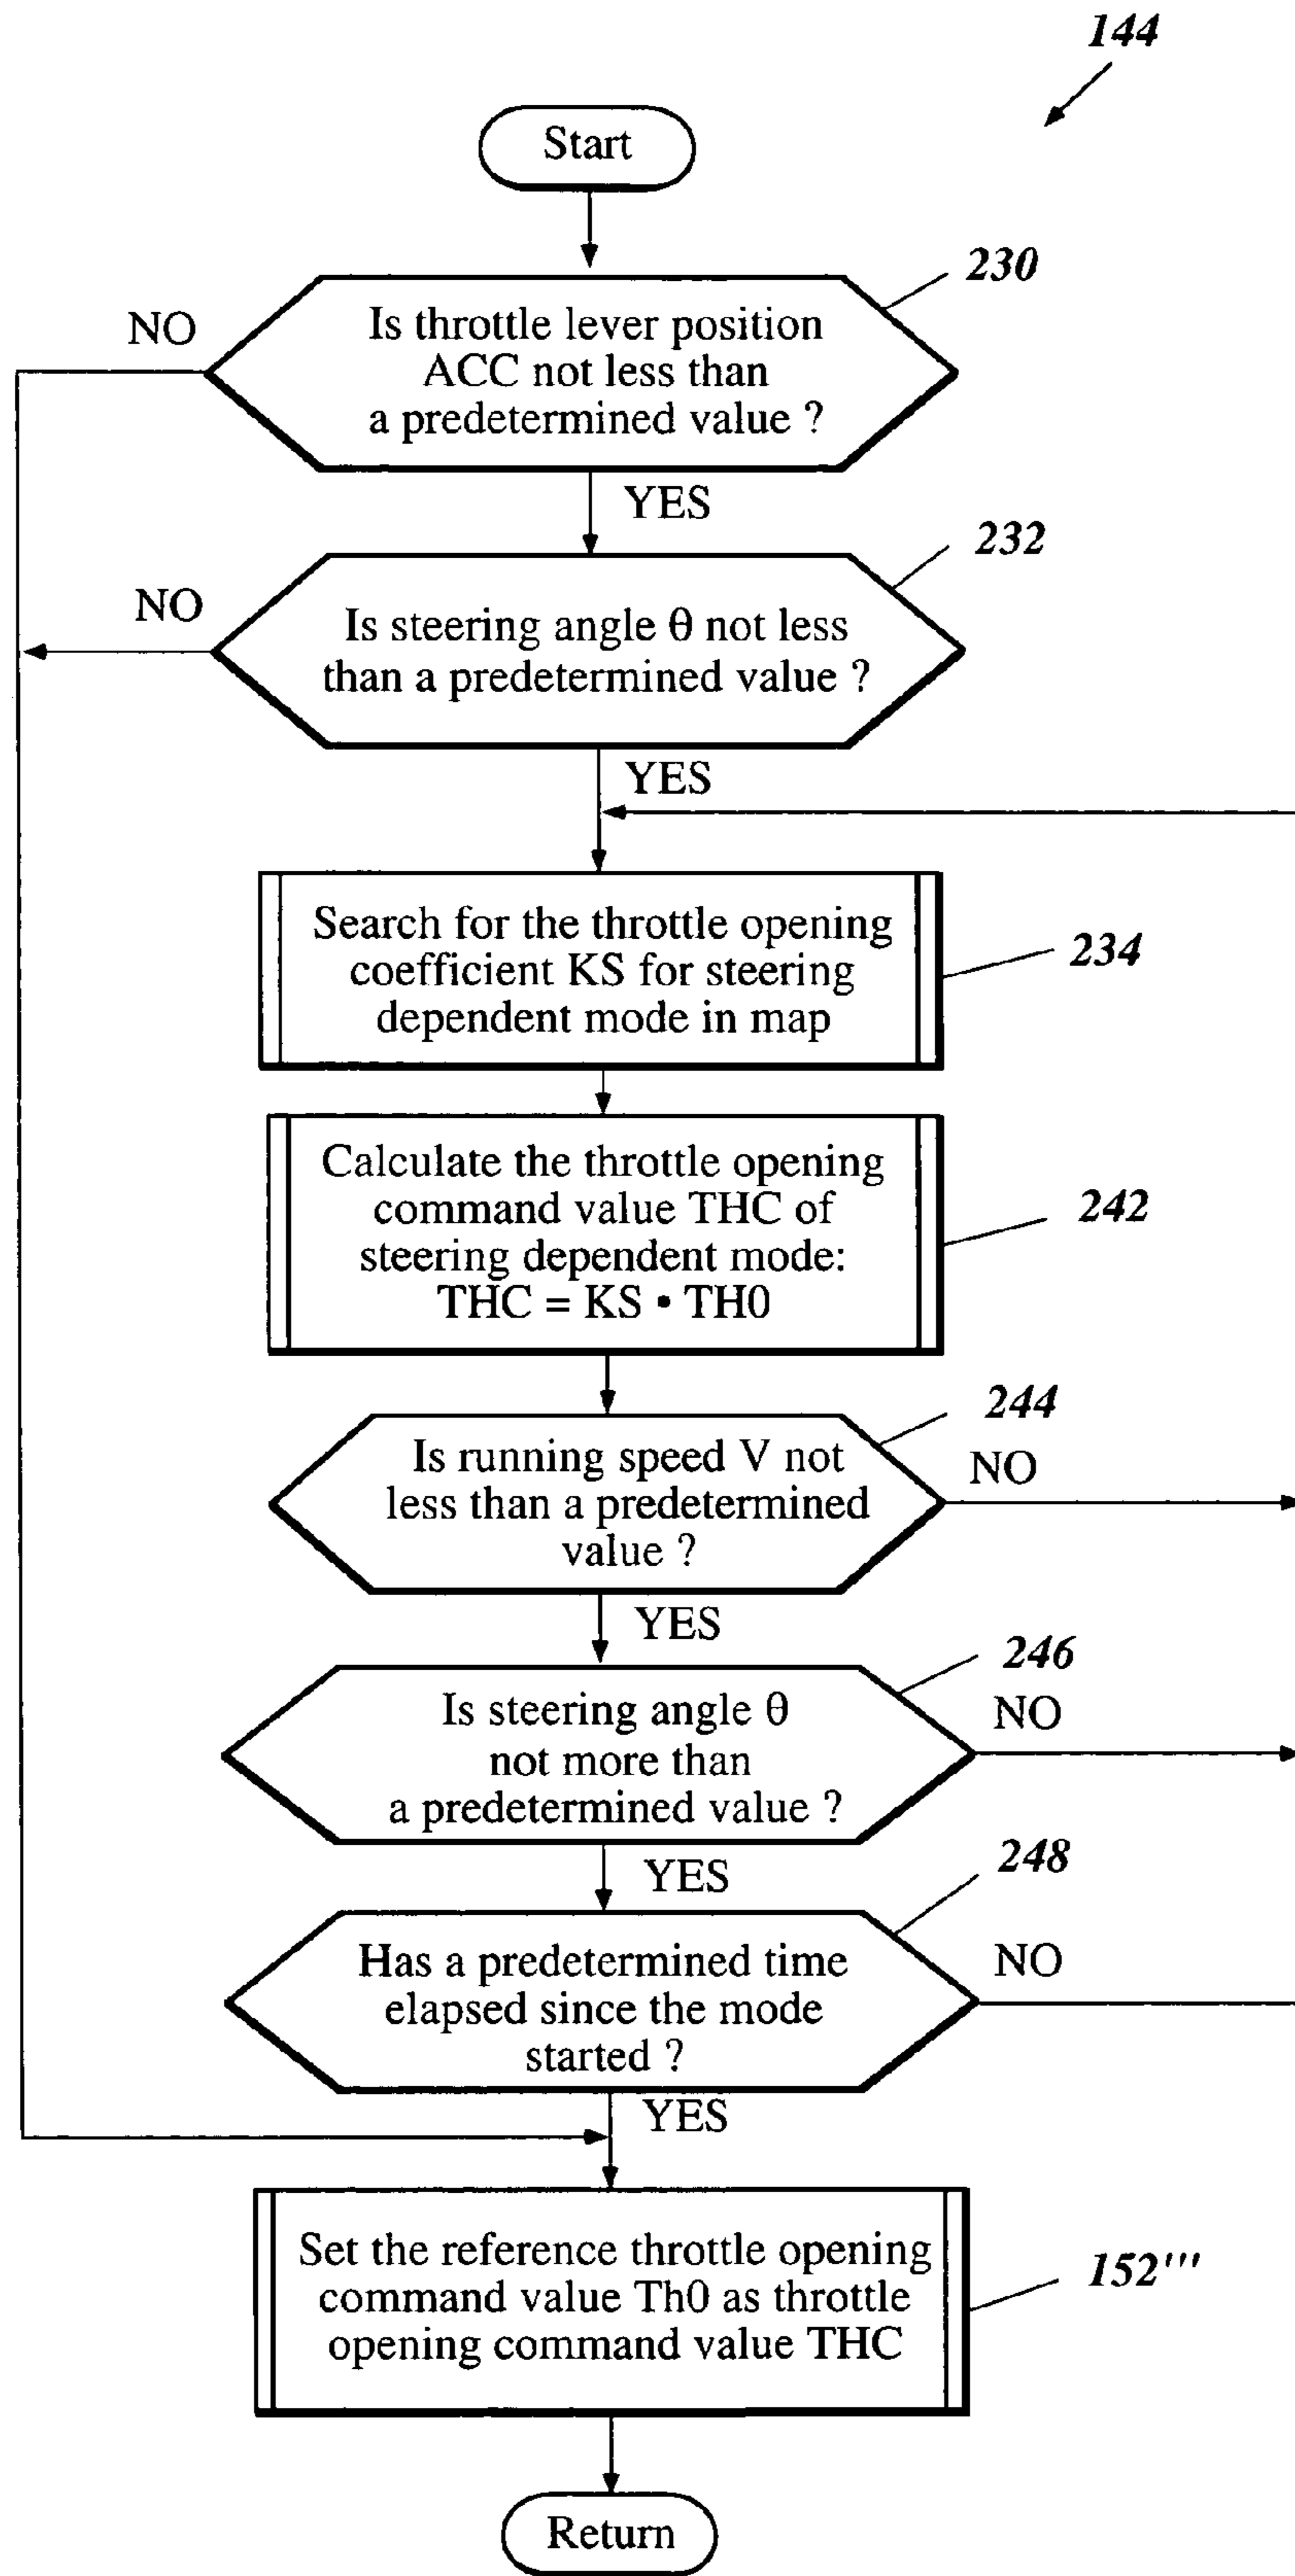 144
Start
230
NO
Is throttle lever position
ACC not less than
a predetermined value ?
YES
232
NO
Is steering angle θ not less
than a predetermined value ?
YES
Search for the throttle opening
coefficient KS for steering
dependent mode in map
234
Calculate the throttle opening
command value THC of
steering dependent mode:
THC = KS • TH0
242
244
Is running speed V not
less than a predetermined
value ?
NO
YES
246
Is steering angle θ
not more than
a predetermined value ?
NO
YES
248
Has a predetermined time
elapsed since the mode
started ?
NO
YES
Set the reference throttle opening
command value Th0 as throttle
opening command value THC
152'''
Return